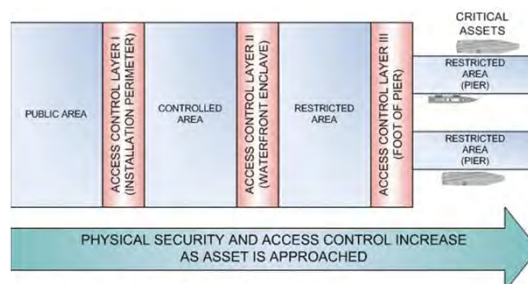 CRITICAL
ASSETS
PUBLIC AREA
ACCESS CONTROL LAYER I
(INSTALLATION PERIMETER)
CONTROLLED
AREA
ACCESS CONTROL LAYER II
(WATERFRONT ENCLAVE)
RESTRICTED
AREA
ACCESS CONTROL LAYER III
(FOOT OF PIER)
RESTRICTED
AREA
(PIER)
RESTRICTED
AREA
(PIER)
PHYSICAL SECURITY AND ACCESS CONTROL INCREASE
AS ASSET IS APPROACHED